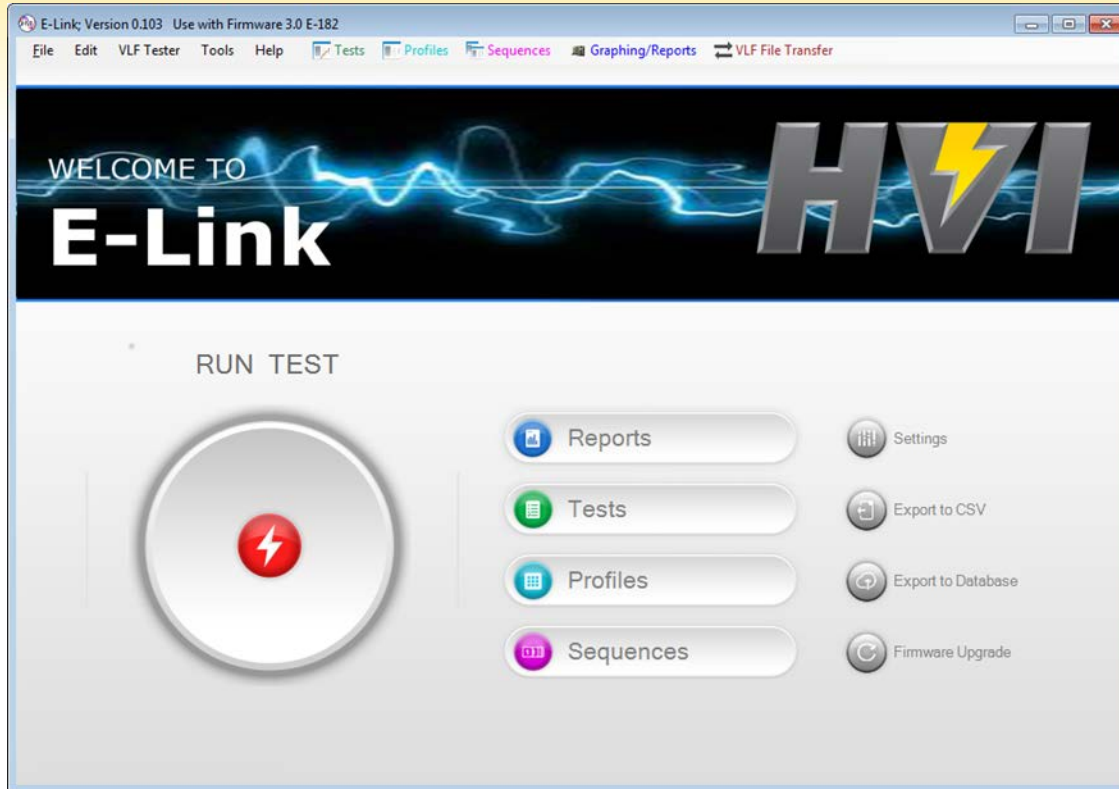 E-Link; Version 0.103 Use with Firmware 3.0 E-182
File Edit VLF Tester Tools Help Tests Profiles Sequences Graphing/Reports VLF File Transfer
WELCOME TO
E-Link
HVI
RUN TEST
Reports
Settings
Tests
Export to CSV
Profiles
Export to Database
Sequences
Firmware Upgrade